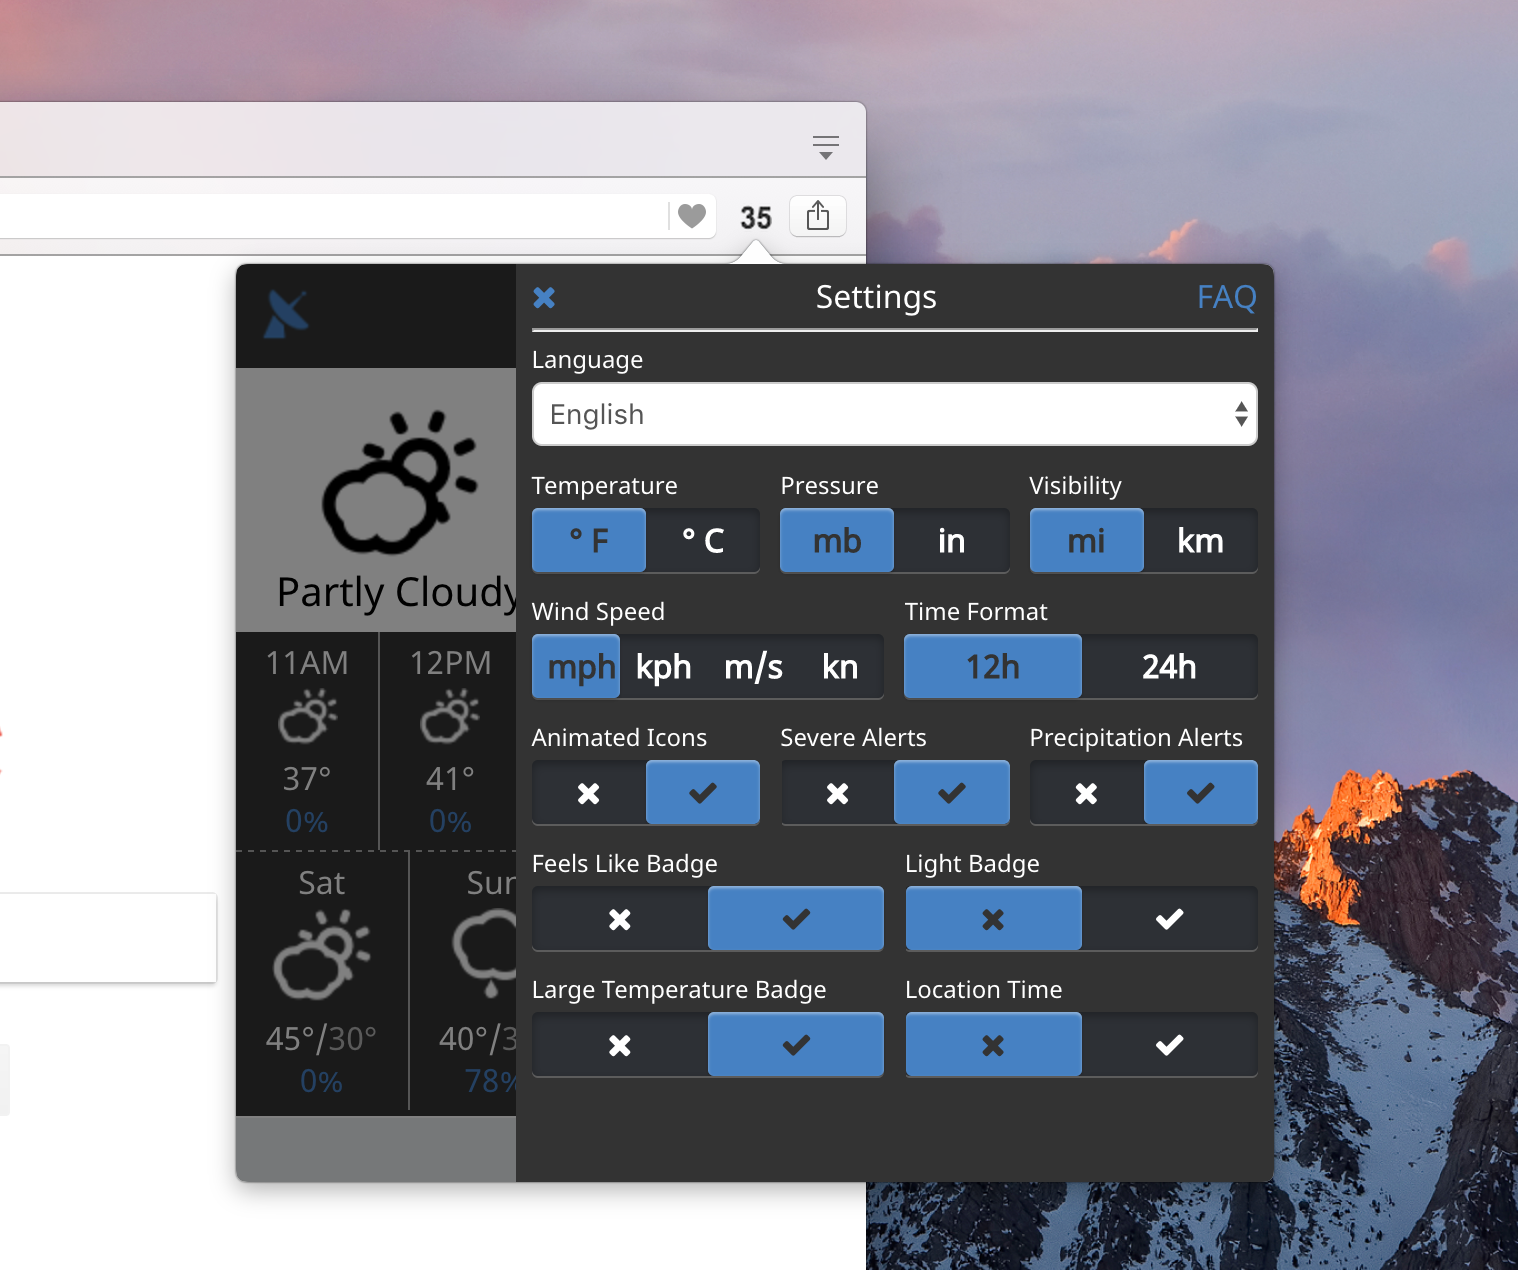 35
Settings
FAQ
Language
English
Temperature
Pressure
Visibility
° F
° C
mb
in
mi
km
Partly Cloudy
Wind Speed
Time Format
mph
kph
m/s
kn
12h
24h
11AM
12PM
37°
41°
0%
0%
Animated Icons
Severe Alerts
Precipitation Alerts
Feels Like Badge
Light Badge
Sat
45°/30°
40°/3
0%
78%
Large Temperature Badge
Location Time